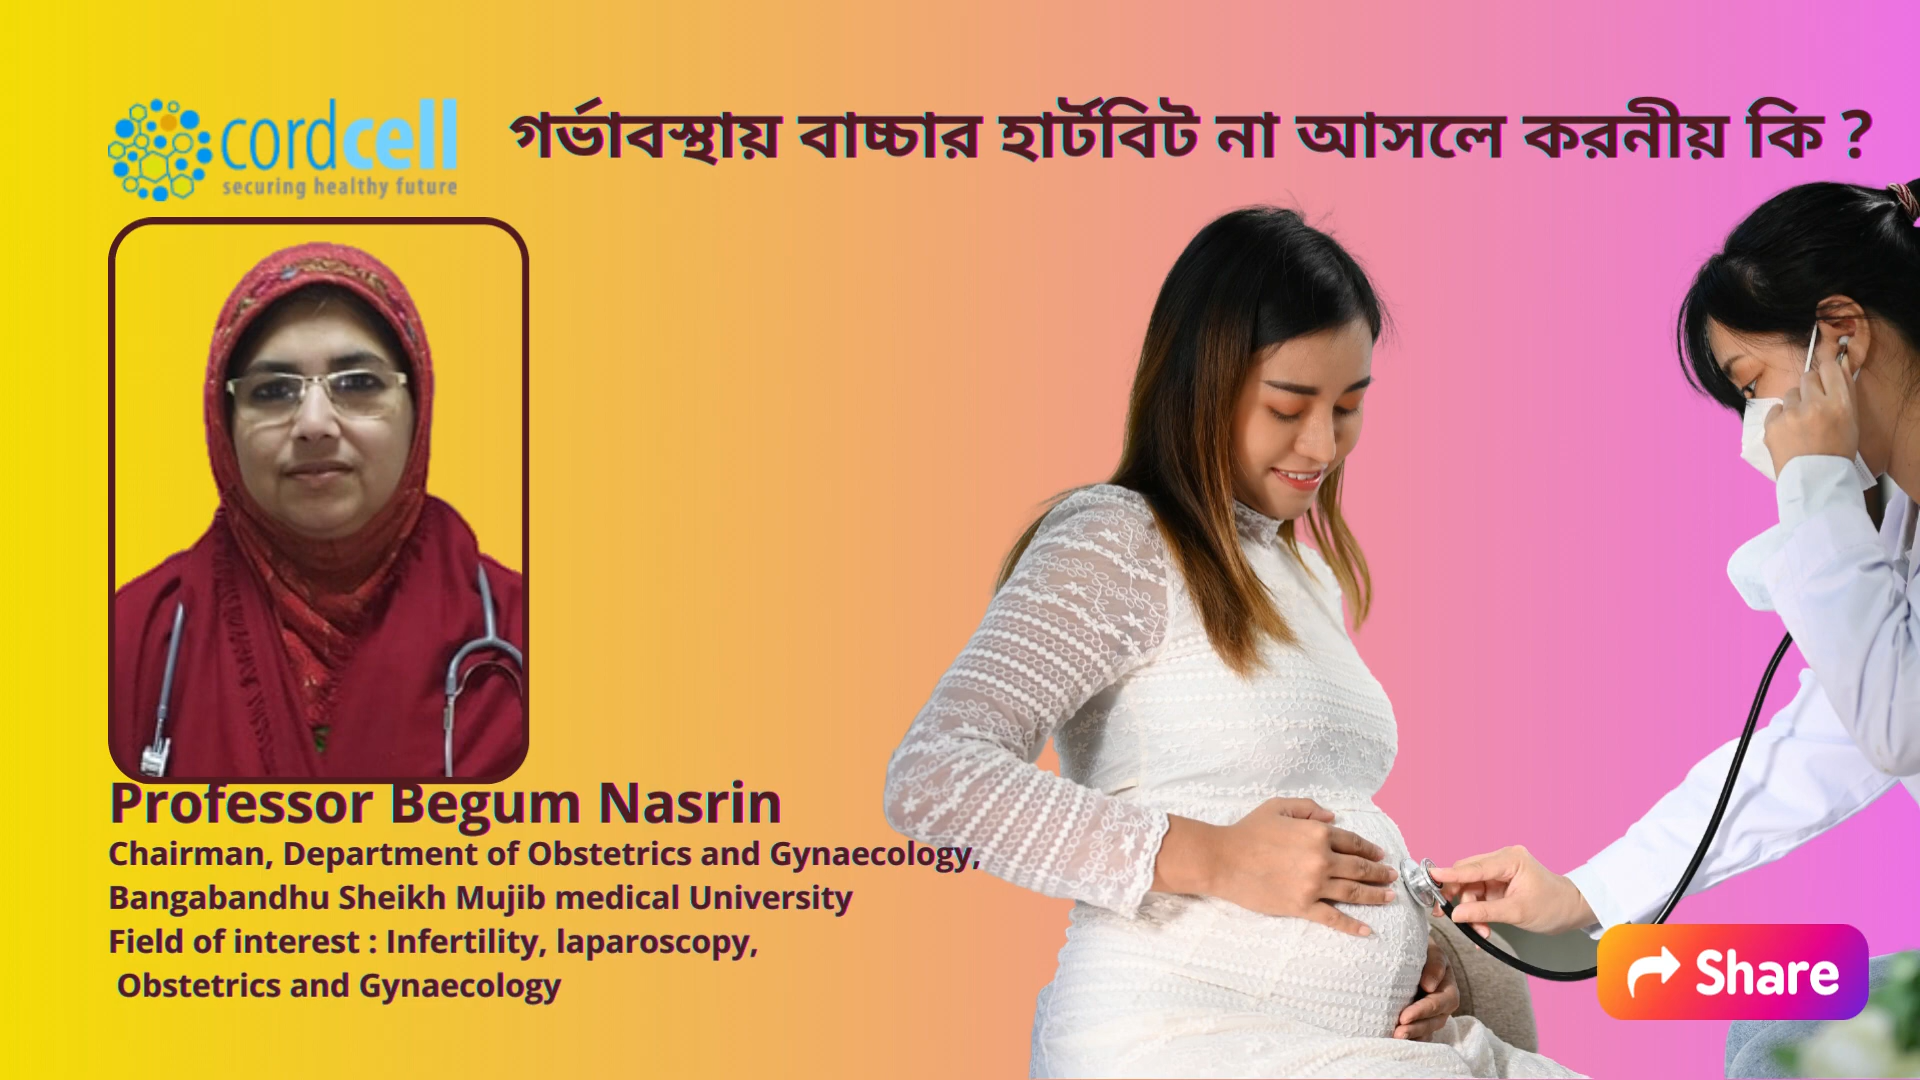 cordcell
securing healthy future
গর্ভাবস্থায় বাচ্চার হার্টবিট না আসলে করনীয় কি ?
Professor Begum Nasrin
Chairman, Department of Obstetrics and Gynaecology,
Bangabandhu Sheikh Mujib medical University
Field of interest : Infertility, laparoscopy,
Obstetrics and Gynaecology
Share